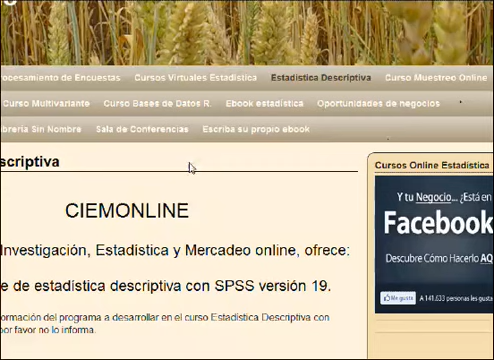 rocesamiento de Encuestas Cursos Virtuales Estadística Estadística Descriptiva Curso Muestreo Online
Curso Multivariante Curso Bases de Datos R. Ebook estadística Oportunidades de negocios
brería Sin Nombre Sala de Conferencias Escriba su propio ebook
scriptiva
CIEMONLINE
Investigación, Estadística y Mercadeo online, ofrece:
e de estadística descriptiva con SPSS versión 19.
formación del programa a desarrollar en el curso Estadística Descriptiva con
por favor no lo informa.
Cursos Online Estadística
Y tu Negocio... ¿Está en
Facebook
Descubre Cómo Hacerlo AQ
Me gusta A 141,633 personas les gusta